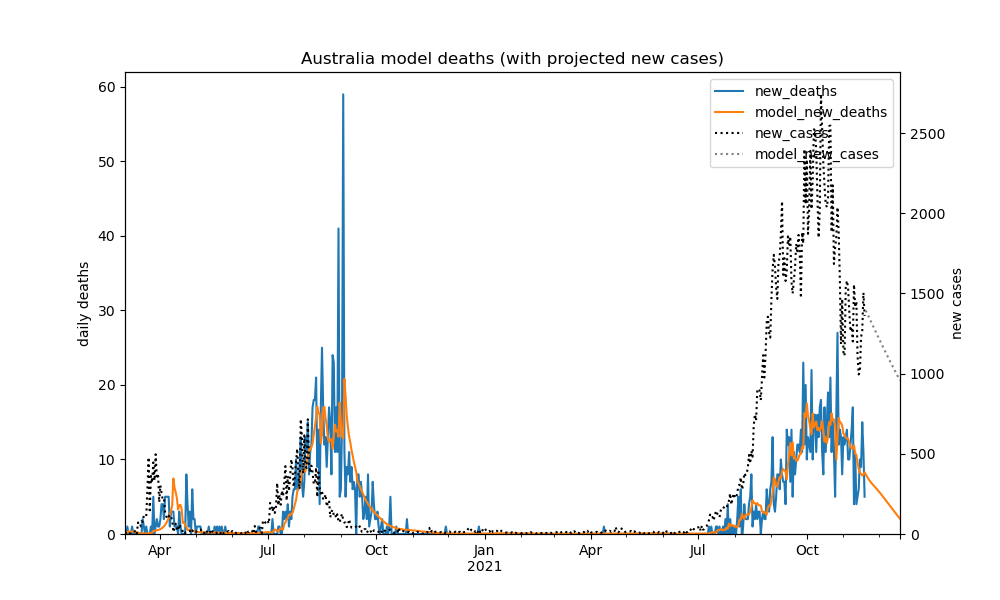 Australia model deaths (with projected new cases)
new_deaths
model_new_deaths
new_cases
model_new_cases
daily deaths
new cases
60
50
40
30
20
10
0
2500
2000
1500
1000
500
0
Apr
Jul
Oct
Jan
2021
Apr
Jul
Oct